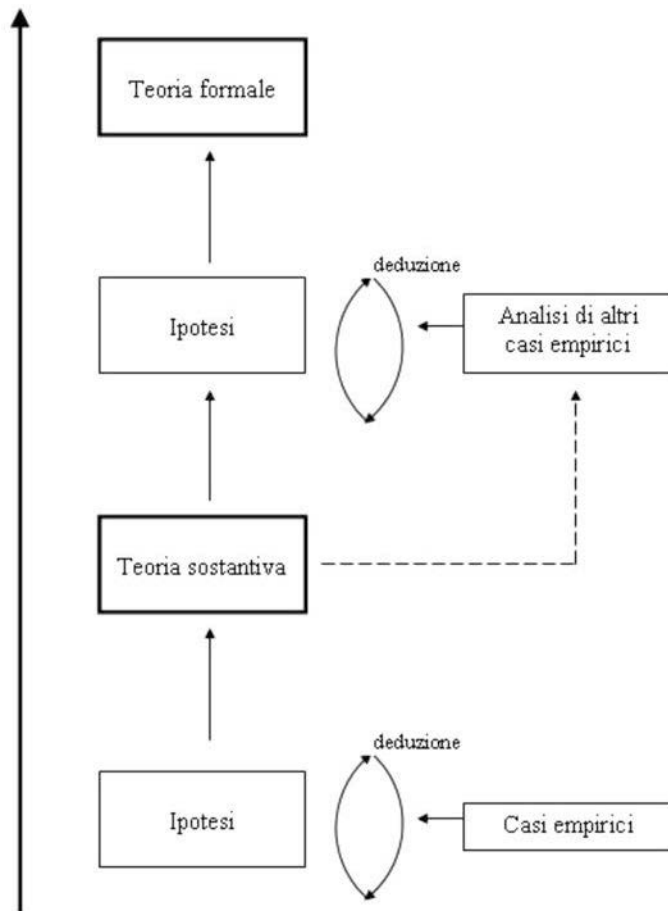 Teoria formale
deduzione
Ipotesi
Analisi di altri
casi empirici
Teoria sostantiva
deduzione
Ipotesi
Casi empirici